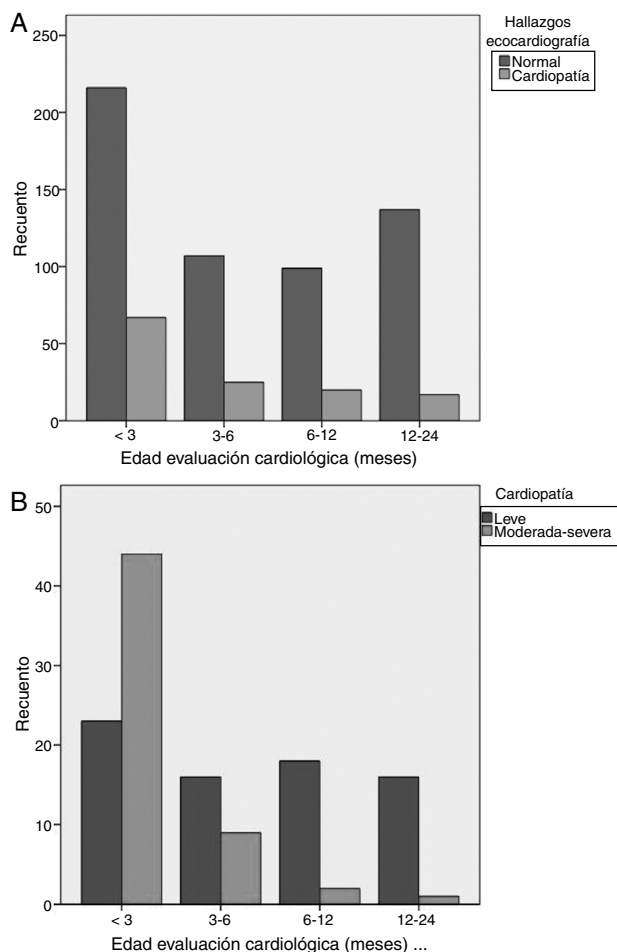 A
Hallazgos
ecocardiografía
Normal
Cardiopatía
250
200
150
100
50
0
Recuento
< 3
3-6
6-12
12-24
Edad evaluación cardiológica (meses)
B
Cardiopatía
Leve
Moderada-severa
50
40
30
20
10
0
Recuento
< 3
3-6
6-12
12-24
Edad evaluación cardiológica (meses) ...